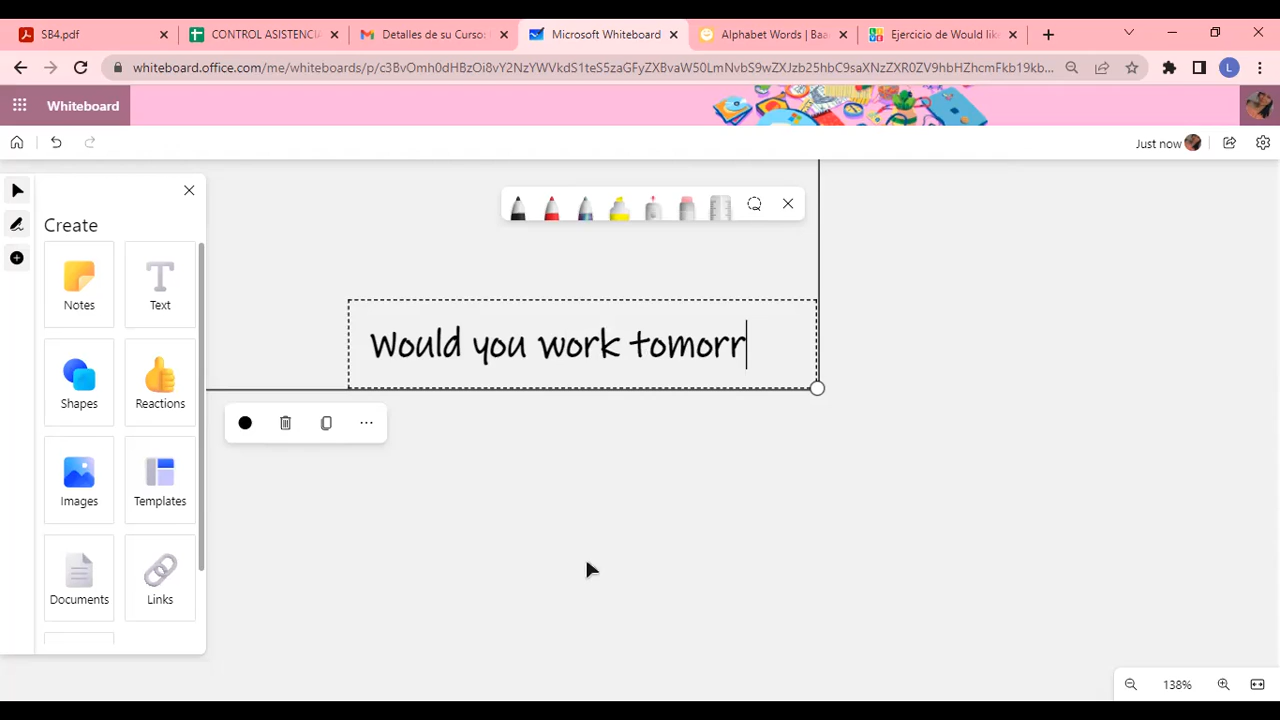 SB4.pdf
CONTROL ASISTENCIA
Detalles de su Curso:
Microsoft Whiteboard
Alphabet Words | Baa
Ejercicio de Would like
whiteboard.office.com/me/whiteboards/p/c3BvOmh0dHBzOi8vY2NzYWVkdS1teS5zaGFyZXBvaW50LmNvbS9wZXJzb25hbC9saXNzZXR0ZV9hbHZhcmFkb19kb...
L
Whiteboard
Just now
Create
Notes
Text
Shapes
Reactions
Images
Templates
Documents
Links
Would you work tomorr
138%